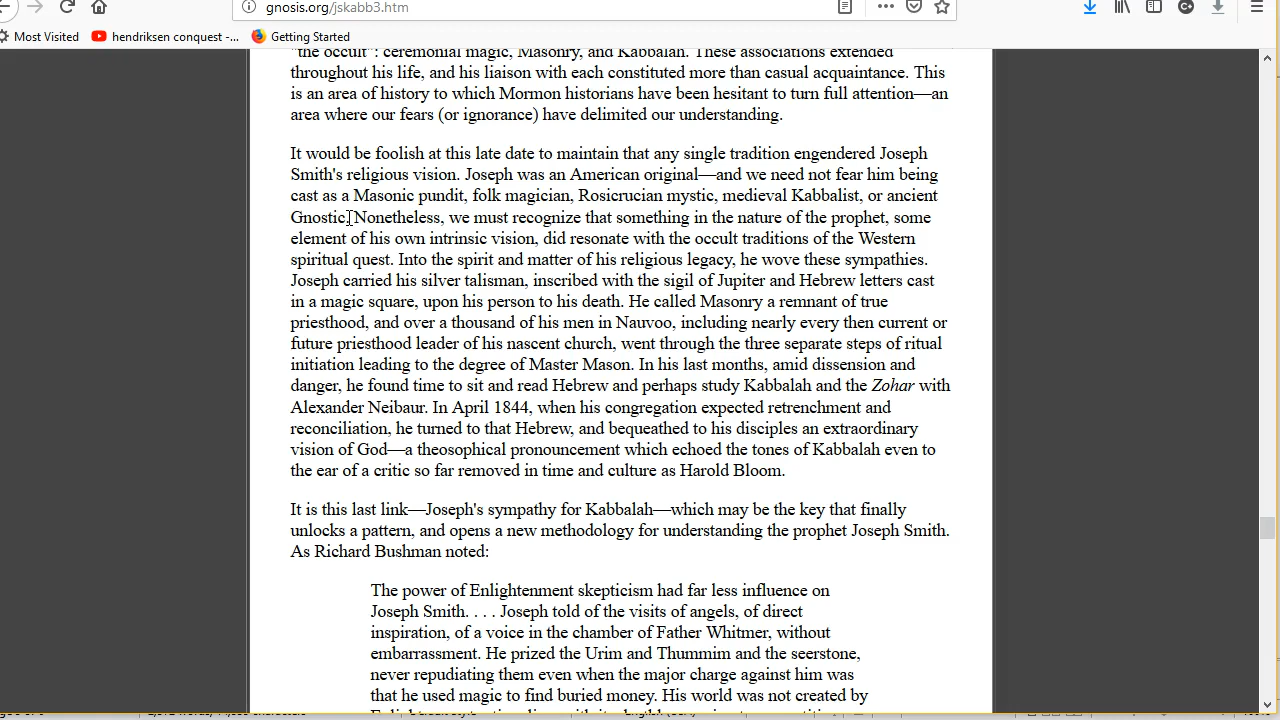 gnosis.org/jskabb3.htm
Most Visited hendriksen conquest -... Getting Started
"the occult": ceremonial magic, Masonry, and Kabbalah. These associations extended
throughout his life, and his liaison with each constituted more than casual acquaintance. This
is an area of history to which Mormon historians have been hesitant to turn full attention—an
area where our fears (or ignorance) have delimited our understanding.
It would be foolish at this late date to maintain that any single tradition engendered Joseph
Smith's religious vision. Joseph was an American original—and we need not fear him being
cast as a Masonic pundit, folk magician, Rosicrucian mystic, medieval Kabbalist, or ancient
Gnostic. Nonetheless, we must recognize that something in the nature of the prophet, some
element of his own intrinsic vision, did resonate with the occult traditions of the Western
spiritual quest. Into the spirit and matter of his religious legacy, he wove these sympathies.
Joseph carried his silver talisman, inscribed with the sigil of Jupiter and Hebrew letters cast
in a magic square, upon his person to his death. He called Masonry a remnant of true
priesthood, and over a thousand of his men in Nauvoo, including nearly every then current or
future priesthood leader of his nascent church, went through the three separate steps of ritual
initiation leading to the degree of Master Mason. In his last months, amid dissension and
danger, he found time to sit and read Hebrew and perhaps study Kabbalah and the Zohar with
Alexander Neibaur. In April 1844, when his congregation expected retrenchment and
reconciliation, he turned to that Hebrew, and bequeathed to his disciples an extraordinary
vision of God—a theosophical pronouncement which echoed the tones of Kabbalah even to
the ear of a critic so far removed in time and culture as Harold Bloom.
It is this last link—Joseph's sympathy for Kabbalah—which may be the key that finally
unlocks a pattern, and opens a new methodology for understanding the prophet Joseph Smith.
As Richard Bushman noted:
The power of Enlightenment skepticism had far less influence on
Joseph Smith. . . . Joseph told of the visits of angels, of direct
inspiration, of a voice in the chamber of Father Whitmer, without
embarrassment. He prized the Urim and Thummim and the seerstone,
never repudiating them even when the major charge against him was
that he used magic to find buried money. His world was not created by